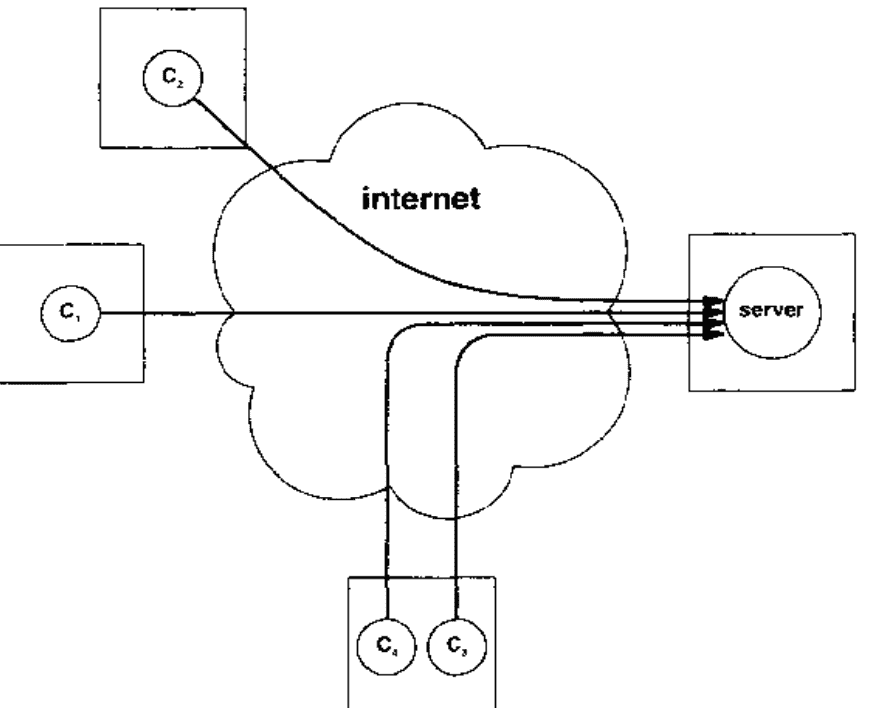 C₂
internet
C₁
server
C₄
C₃